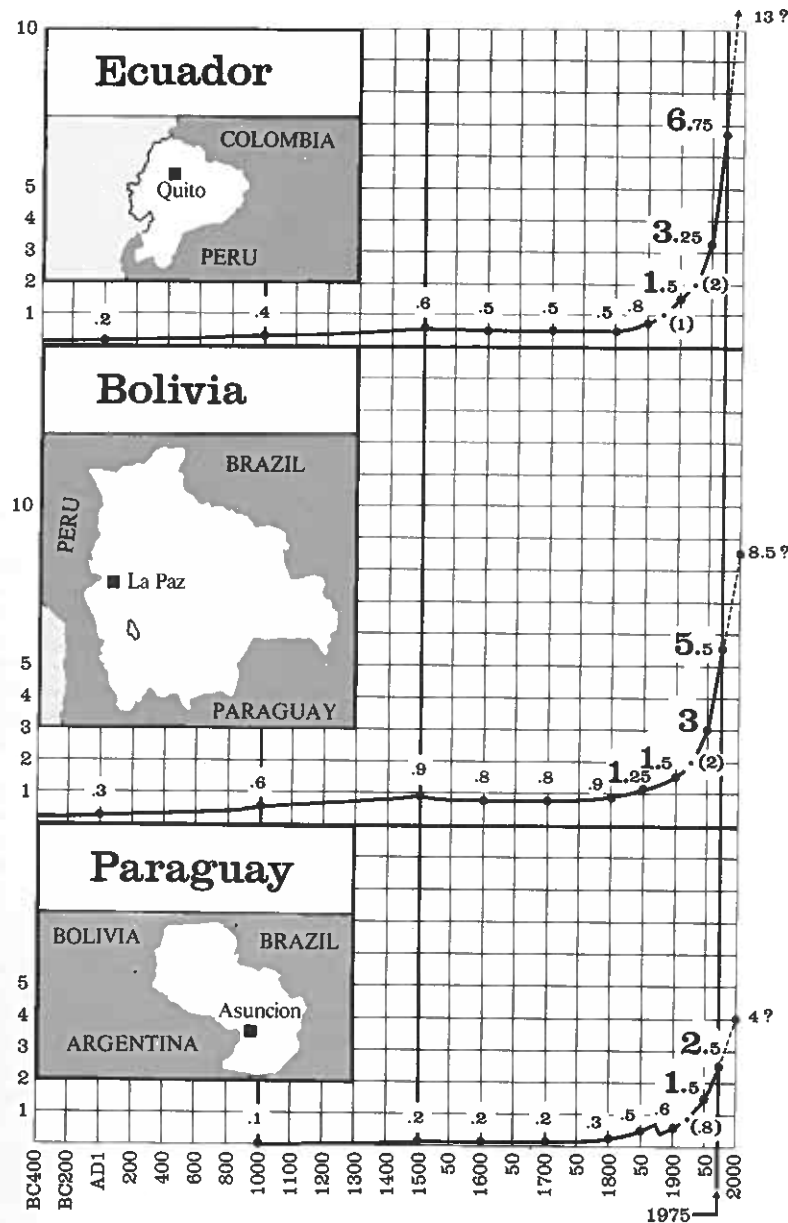 10
13 ?
Ecuador
COLOMBIA
6.75
5
Quito
4
3.25
3
PERU
2
1.5 (2)
1
.2 .4 .6 .5 .5 .5 .8 (1)
Bolivia
BRAZIL
10
PERU
8.5 ?
La Paz
5.5
5
4
PARAGUAY
3
3
2
1.25 1.5 (2)
1
.3 .6 .9 .8 .8 .9
Paraguay
BOLIVIA BRAZIL
5
Asuncion
4
4 ?
ARGENTINA
3
2.5
2
1.5
1
.1 .2 .2 .2 .3 .5 .6 (.8)
BC400 BC200 AD1 200 400 600 800 1000 1100 1200 1300 1400 1500 50 1600 50 1700 50 1800 50 1900 50 2000
1975